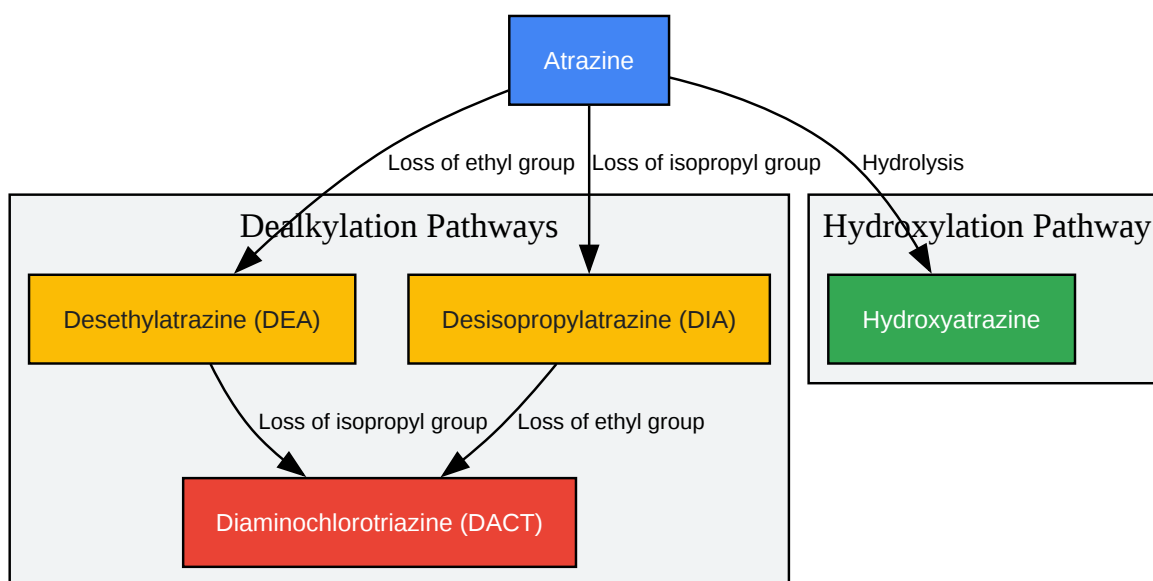 Atrazine
Loss of ethyl group
Loss of isopropyl group
Hydrolysis
Dealkylation Pathways
Hydroxylation Pathway
Desethylatrazine (DEA)
Desisopropylatrazine (DIA)
Hydroxyatrazine
Loss of isopropyl group
Loss of ethyl group
Diaminochlorotriazine (DACT)